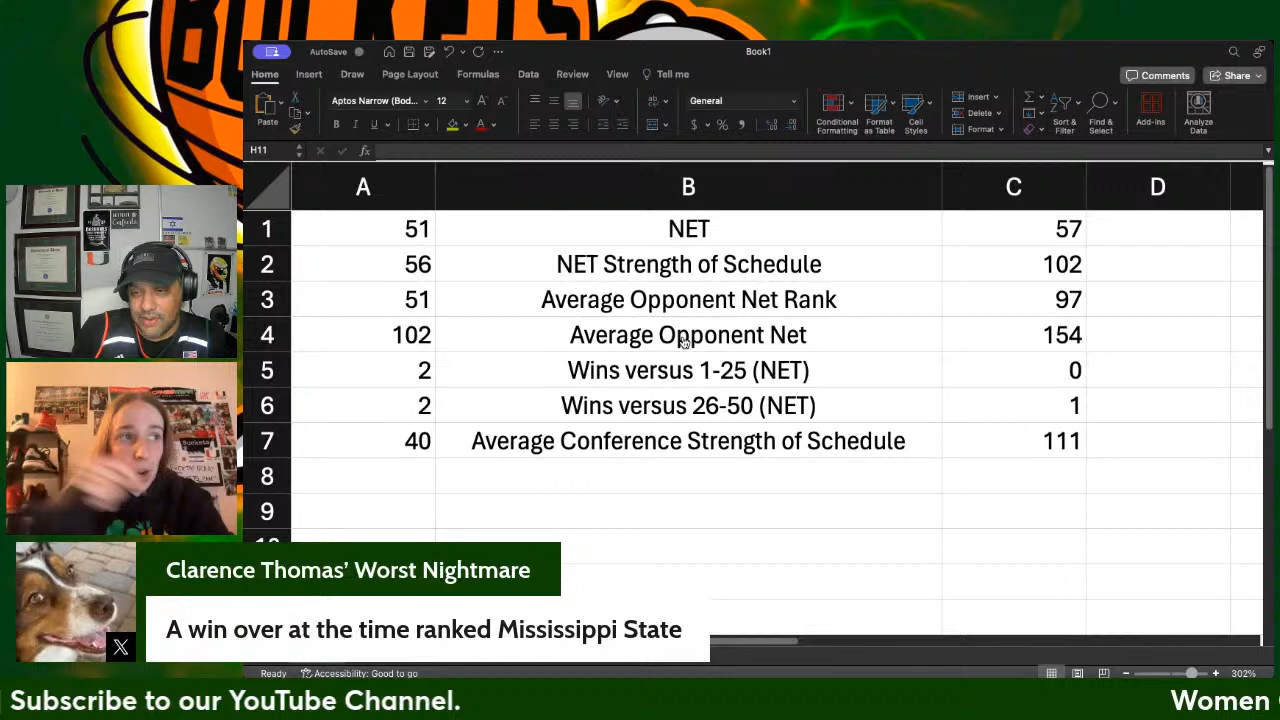 BUCKETS
AutoSave
Book1
Home Insert Draw Page Layout Formulas Data Review View Tell me
Comments Share
Paste
Aptos Narrow (Bod... 12
B I U
General
$ %
Conditional Formatting
Format as Table
Cell Styles
Insert
Delete
Format
Sort & Filter
Find & Select
Add-ins
Analyze Data
H11 fx
A B C D
1 51 NET 57
2 56 NET Strength of Schedule 102
3 51 Average Opponent Net Rank 97
4 102 Average Opponent Net 154
5 2 Wins versus 1-25 (NET) 0
6 2 Wins versus 26-50 (NET) 1
7 40 Average Conference Strength of Schedule 111
8
9
Clarence Thomas’ Worst Nightmare
A win over at the time ranked Mississippi State
Ready Accessibility: Good to go
302%
Subscribe to our YouTube Channel.
Women